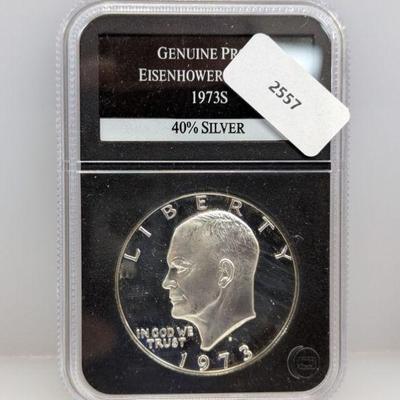 GENUINE PR
EISENHOWER
1973S
40% SILVER
2557
LIBERTY
IN GOD WE
TRUST
1973